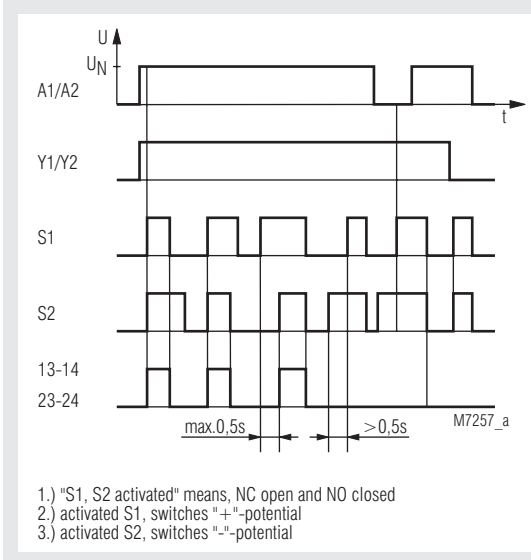 U
UN
A1/A2
t
Y1/Y2
S1
S2
13-14
23-24
max.0,5s
>0,5s
M7257_a
1.) "S1, S2 activated" means, NC open and NO closed
2.) activated S1, switches "+"-potential
3.) activated S2, switches "-"-potential